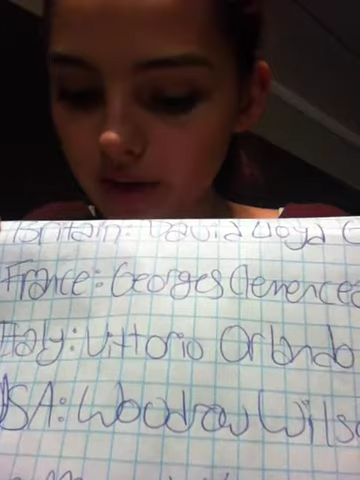 Britain: David Lloyd G
France: Georges Clemence
Italy: Vittorio Orlando
USA: Woodrow Wils